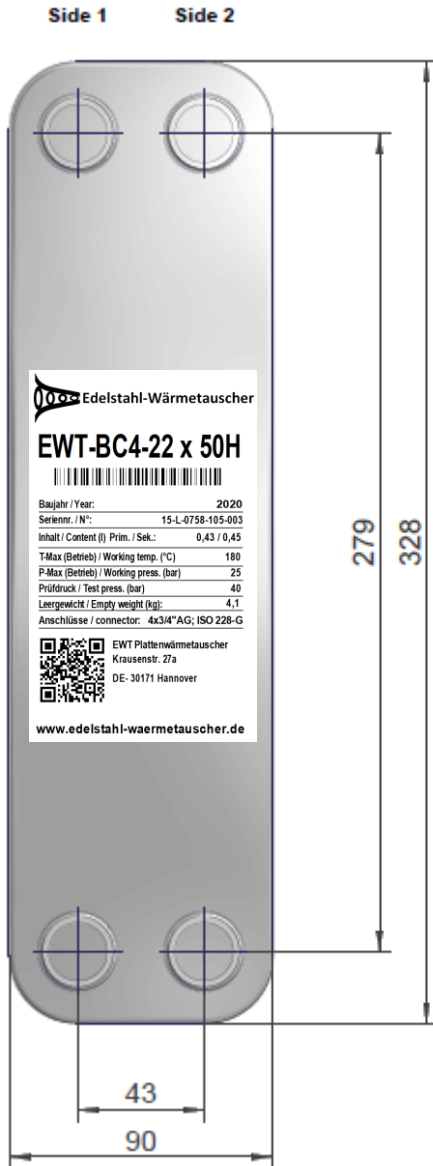 Side 1 Side 2
Edelstahl-Wärmetauscher
EWT-BC4-22 x 50H
Baujahr / Year: 2020
Seriennr. / N°: 15-L-0758-105-003
Inhalt / Content (l) Prim. / Sek.: 0,43 / 0,45
T-Max (Betrieb) / Working temp. (°C) 180
P-Max (Betrieb) / Working press. (bar) 25
Prüfdruck / Test press. (bar) 40
Leergewicht / Empty weight (kg): 4,1
Anschlüsse / connector: 4x3/4"AG; ISO 228-G
EWT Plattenwärmetauscher
Krausenstr. 27a
DE- 30171 Hannover
www.edelstahl-waermetauscher.de
279
328
43
90